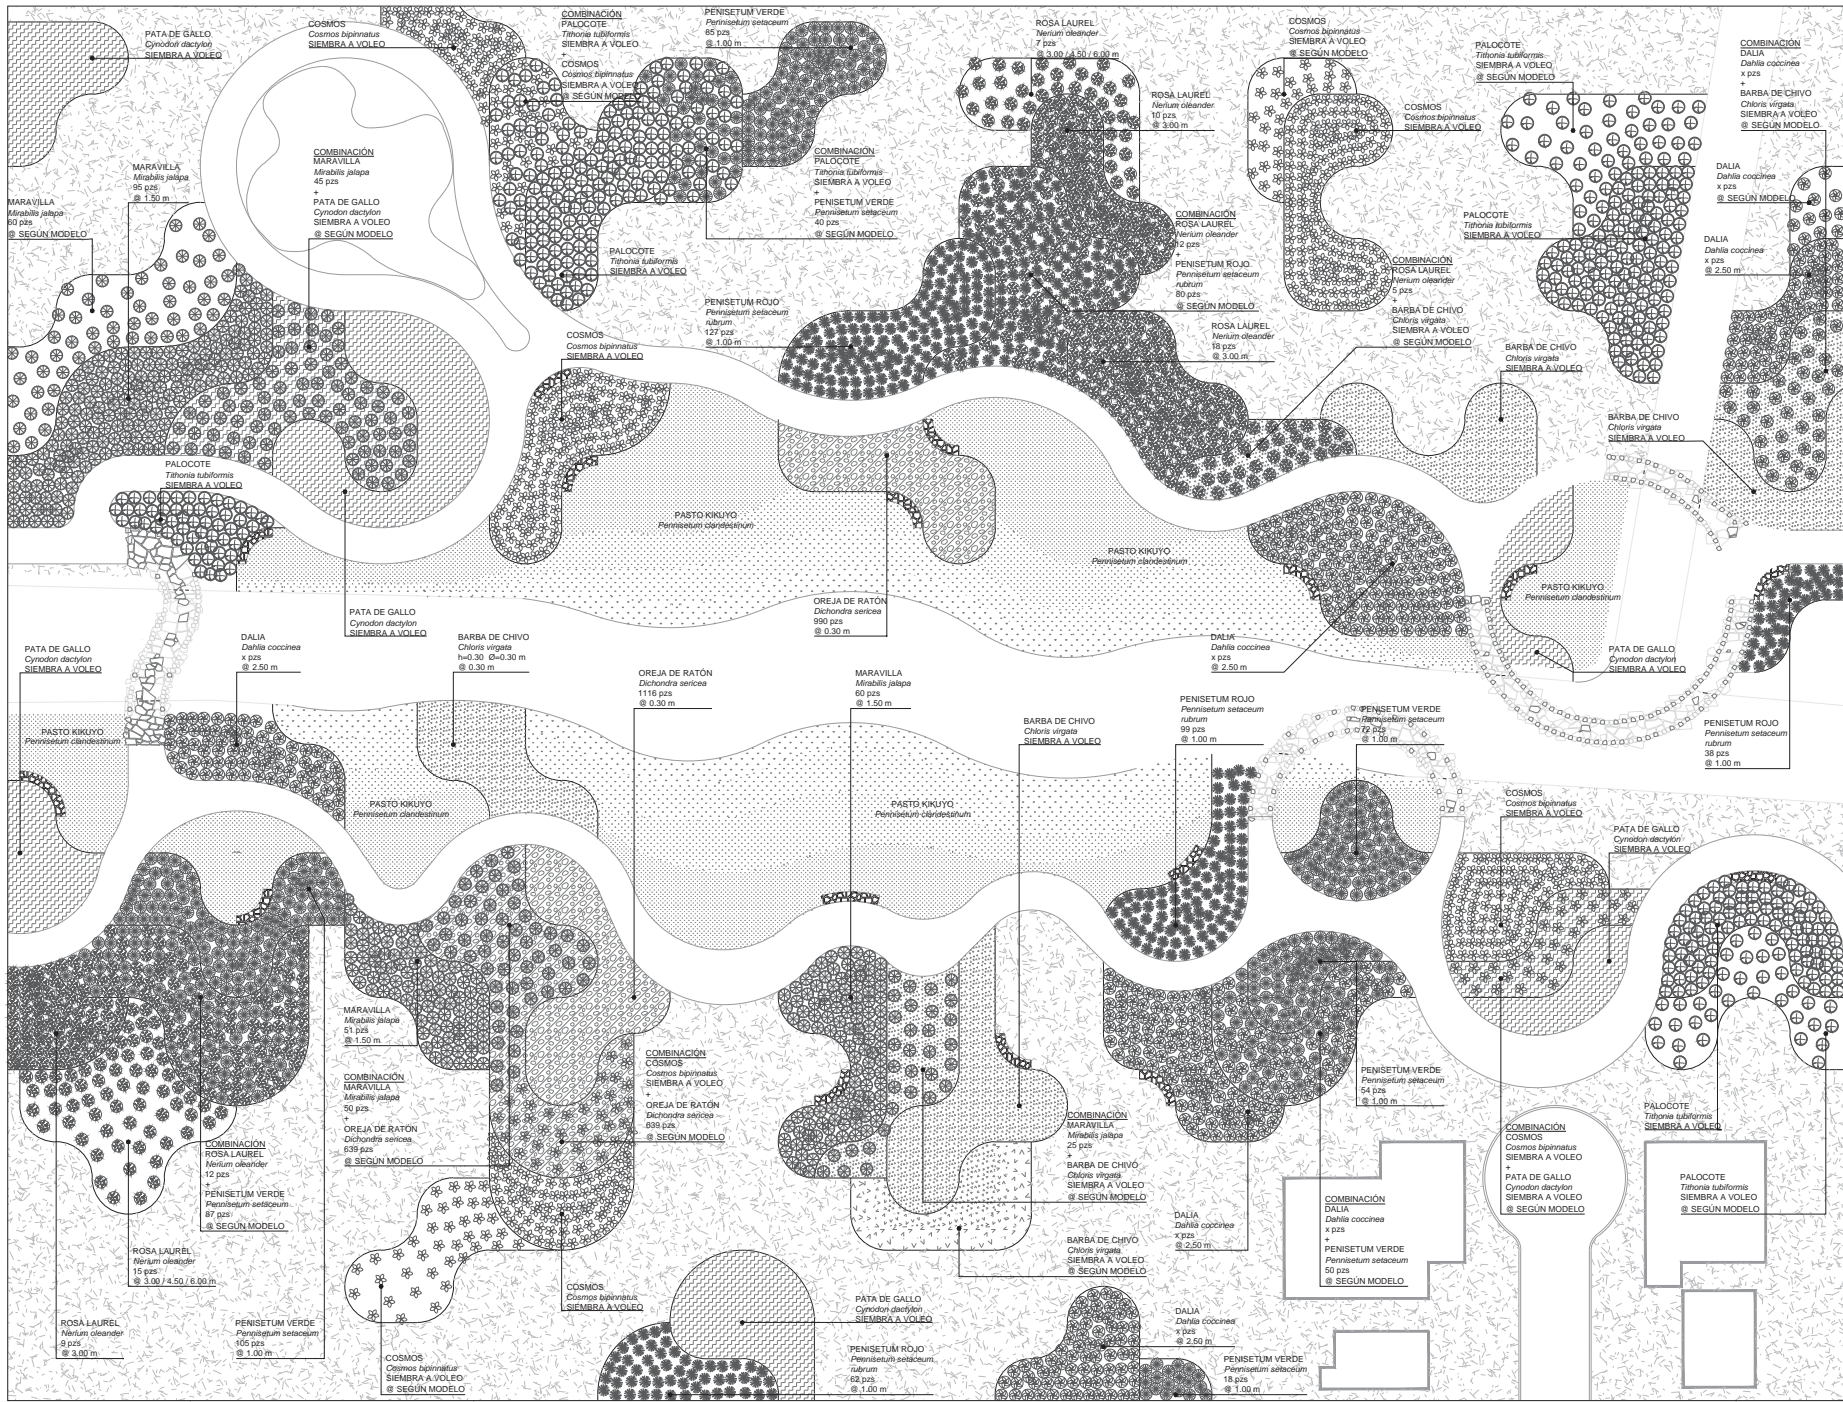 PATA DE GALLO
Cynodon dactylon
SIEMBRA A VOLEO
COSMOS
Cosmos bipinnatus
SIEMBRA A VOLEO
COMBINACIÓN
PALOCOTE
Tithonia tubiformis
SIEMBRA A VOLEO
+
COSMOS
Cosmos bipinnatus
SIEMBRA A VOLEO
@ SEGÚN MODELO
PENISETUM VERDE
Pennisetum setaceum
85 pzs
@ 1.00 m
ROSA LAUREL
Nerium oleander
7 pzs
@ 3.00 / 4.50 / 6.00 m
COSMOS
Cosmos bipinnatus
SIEMBRA A VOLEO
@ SEGÚN MODELO
PALOCOTE
Tithonia tubiformis
SIEMBRA A VOLEO
@ SEGÚN MODELO
COMBINACIÓN
DALIA
Dahlia coccinea
x pzs
+
BARBA DE CHIVO
Chloris virgata
SIEMBRA A VOLEO
@ SEGÚN MODELO
ROSA LAUREL
Nerium oleander
10 pzs
@ 3.00 m
COSMOS
Cosmos bipinnatus
SIEMBRA A VOLEO
MARAVILLA
Mirabilis jalapa
95 pzs
@ 1.50 m
COMBINACIÓN
MARAVILLA
Mirabilis jalapa
45 pzs
+
PATA DE GALLO
Cynodon dactylon
SIEMBRA A VOLEO
@ SEGÚN MODELO
COMBINACIÓN
PALOCOTE
Tithonia tubiformis
SIEMBRA A VOLEO
+
PENISETUM VERDE
Pennisetum setaceum
40 pzs
@ SEGÚN MODELO
DALIA
Dahlia coccinea
x pzs
@ SEGÚN MODELO
MARAVILLA
Mirabilis jalapa
60 pzs
@ SEGÚN MODELO
COMBINACIÓN
ROSA LAUREL
Nerium oleander
12 pzs
+
PENISETUM ROJO
Pennisetum setaceum
rubrum
80 pzs
@ SEGÚN MODELO
PALOCOTE
Tithonia tubiformis
SIEMBRA A VOLEO
DALIA
Dahlia coccinea
x pzs
@ 2.50 m
PALOCOTE
Tithonia tubiformis
SIEMBRA A VOLEO
COMBINACIÓN
ROSA LAUREL
Nerium oleander
5 pzs
+
BARBA DE CHIVO
Chloris virgata
SIEMBRA A VOLEO
@ SEGÚN MODELO
PENISETUM ROJO
Pennisetum setaceum
rubrum
127 pzs
@ 1.00 m
COSMOS
Cosmos bipinnatus
SIEMBRA A VOLEO
ROSA LAUREL
Nerium oleander
18 pzs
@ 3.00 m
BARBA DE CHIVO
Chloris virgata
SIEMBRA A VOLEO
BARBA DE CHIVO
Chloris virgata
SIEMBRA A VOLEO
PALOCOTE
Tithonia tubiformis
SIEMBRA A VOLEO
PASTO KIKUYO
Pennisetum clandestinum
PASTO KIKUYO
Pennisetum clandestinum
PASTO KIKUYO
Pennisetum clandestinum
PATA DE GALLO
Cynodon dactylon
SIEMBRA A VOLEO
OREJA DE RATÓN
Dichondra sericea
990 pzs
@ 0.30 m
PATA DE GALLO
Cynodon dactylon
SIEMBRA A VOLEO
DALIA
Dahlia coccinea
x pzs
@ 2.50 m
BARBA DE CHIVO
Chloris virgata
h=0.30 Ø=0.30 m
@ 0.30 m
OREJA DE RATÓN
Dichondra sericea
1116 pzs
@ 0.30 m
MARAVILLA
Mirabilis jalapa
60 pzs
@ 1.50 m
DALIA
Dahlia coccinea
x pzs
@ 2.50 m
PATA DE GALLO
Cynodon dactylon
SIEMBRA A VOLEO
PENISETUM ROJO
Pennisetum setaceum
rubrum
99 pzs
@ 1.00 m
PENISETUM VERDE
Pennisetum setaceum
72 pzs
@ 1.00 m
BARBA DE CHIVO
Chloris virgata
SIEMBRA A VOLEO
PENISETUM ROJO
Pennisetum setaceum
rubrum
38 pzs
@ 1.00 m
PASTO KIKUYO
Pennisetum clandestinum
PASTO KIKUYO
Pennisetum clandestinum
PASTO KIKUYO
Pennisetum clandestinum
COSMOS
Cosmos bipinnatus
SIEMBRA A VOLEO
PATA DE GALLO
Cynodon dactylon
SIEMBRA A VOLEO
MARAVILLA
Mirabilis jalapa
51 pzs
@ 1.50 m
COMBINACIÓN
COSMOS
Cosmos bipinnatus
SIEMBRA A VOLEO
+
OREJA DE RATÓN
Dichondra sericea
639 pzs
@ SEGÚN MODELO
COMBINACIÓN
MARAVILLA
Mirabilis jalapa
50 pzs
+
OREJA DE RATÓN
Dichondra sericea
639 pzs
@ SEGÚN MODELO
PENISETUM VERDE
Pennisetum setaceum
54 pzs
@ 1.00 m
PALOCOTE
Tithonia tubiformis
SIEMBRA A VOLEO
COMBINACIÓN
MARAVILLA
Mirabilis jalapa
25 pzs
+
BARBA DE CHIVO
Chloris virgata
SIEMBRA A VOLEO
@ SEGÚN MODELO
COMBINACIÓN
COSMOS
Cosmos bipinnatus
SIEMBRA A VOLEO
+
PATA DE GALLO
Cynodon dactylon
SIEMBRA A VOLEO
@ SEGÚN MODELO
COMBINACIÓN
ROSA LAUREL
Nerium oleander
12 pzs
+
PENISETUM VERDE
Pennisetum setaceum
87 pzs
@ SEGÚN MODELO
PALOCOTE
Tithonia tubiformis
SIEMBRA A VOLEO
@ SEGÚN MODELO
COMBINACIÓN
DALIA
Dahlia coccinea
x pzs
+
PENISETUM VERDE
Pennisetum setaceum
50 pzs
@ SEGÚN MODELO
DALIA
Dahlia coccinea
x pzs
@ 2.50 m
BARBA DE CHIVO
Chloris virgata
SIEMBRA A VOLEO
@ SEGÚN MODELO
ROSA LAUREL
Nerium oleander
15 pzs
@ 3.00 / 4.50 / 6.00 m
COSMOS
Cosmos bipinnatus
SIEMBRA A VOLEO
PATA DE GALLO
Cynodon dactylon
SIEMBRA A VOLEO
DALIA
Dahlia coccinea
x pzs
@ 2.50 m
ROSA LAUREL
Nerium oleander
9 pzs
@ 3.00 m
PENISETUM VERDE
Pennisetum setaceum
105 pzs
@ 1.00 m
PENISETUM ROJO
Pennisetum setaceum
rubrum
62 pzs
@ 1.00 m
COSMOS
Cosmos bipinnatus
SIEMBRA A VOLEO
@ SEGÚN MODELO
PENISETUM VERDE
Pennisetum setaceum
18 pzs
@ 1.00 m